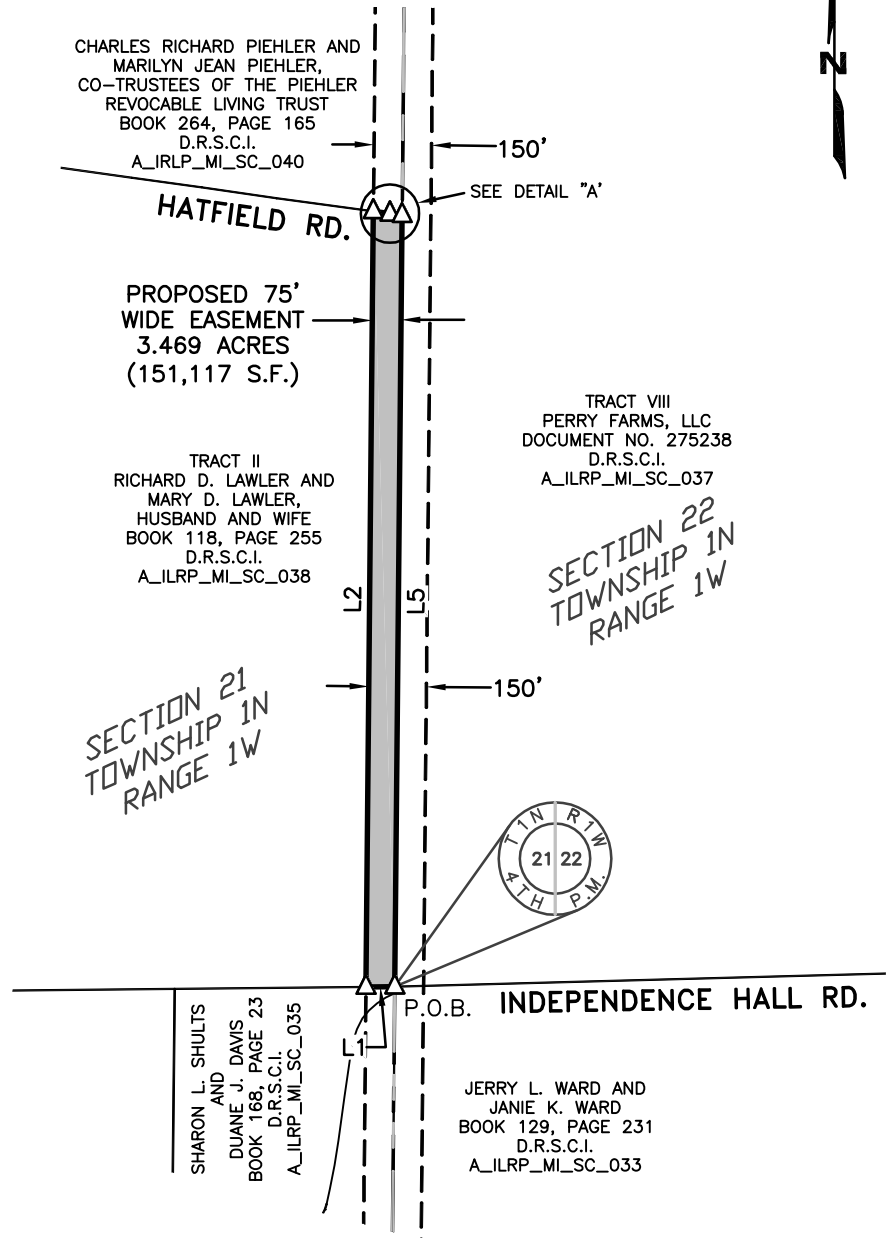 CHARLES RICHARD PIEHLER AND
MARILYN JEAN PIEHLER,
CO-TRUSTEES OF THE PIEHLER
REVOCABLE LIVING TRUST
BOOK 264, PAGE 165
D.R.S.C.I.
A_IRLP_MI_SC_040
N
150'
SEE DETAIL "A'
HATFIELD RD.
PROPOSED 75'
WIDE EASEMENT
3.469 ACRES
(151,117 S.F.)
TRACT VIII
PERRY FARMS, LLC
DOCUMENT NO. 275238
D.R.S.C.I.
A_ILRP_MI_SC_037
TRACT II
RICHARD D. LAWLER AND
MARY D. LAWLER,
HUSBAND AND WIFE
BOOK 118, PAGE 255
D.R.S.C.I.
A_ILRP_MI_SC_038
SECTION 22
TOWNSHIP 1N
RANGE 1W
L2
L5
150'
SECTION 21
TOWNSHIP 1N
RANGE 1W
T1N R1W
21 22
4TH P.M.
P.O.B.
INDEPENDENCE HALL RD.
L1
SHARON L. SHULTS
AND
DUANE J. DAVIS
BOOK 168, PAGE 23
D.R.S.C.I.
A_ILRP_MI_SC_035
JERRY L. WARD AND
JANIE K. WARD
BOOK 129, PAGE 231
D.R.S.C.I.
A_ILRP_MI_SC_033